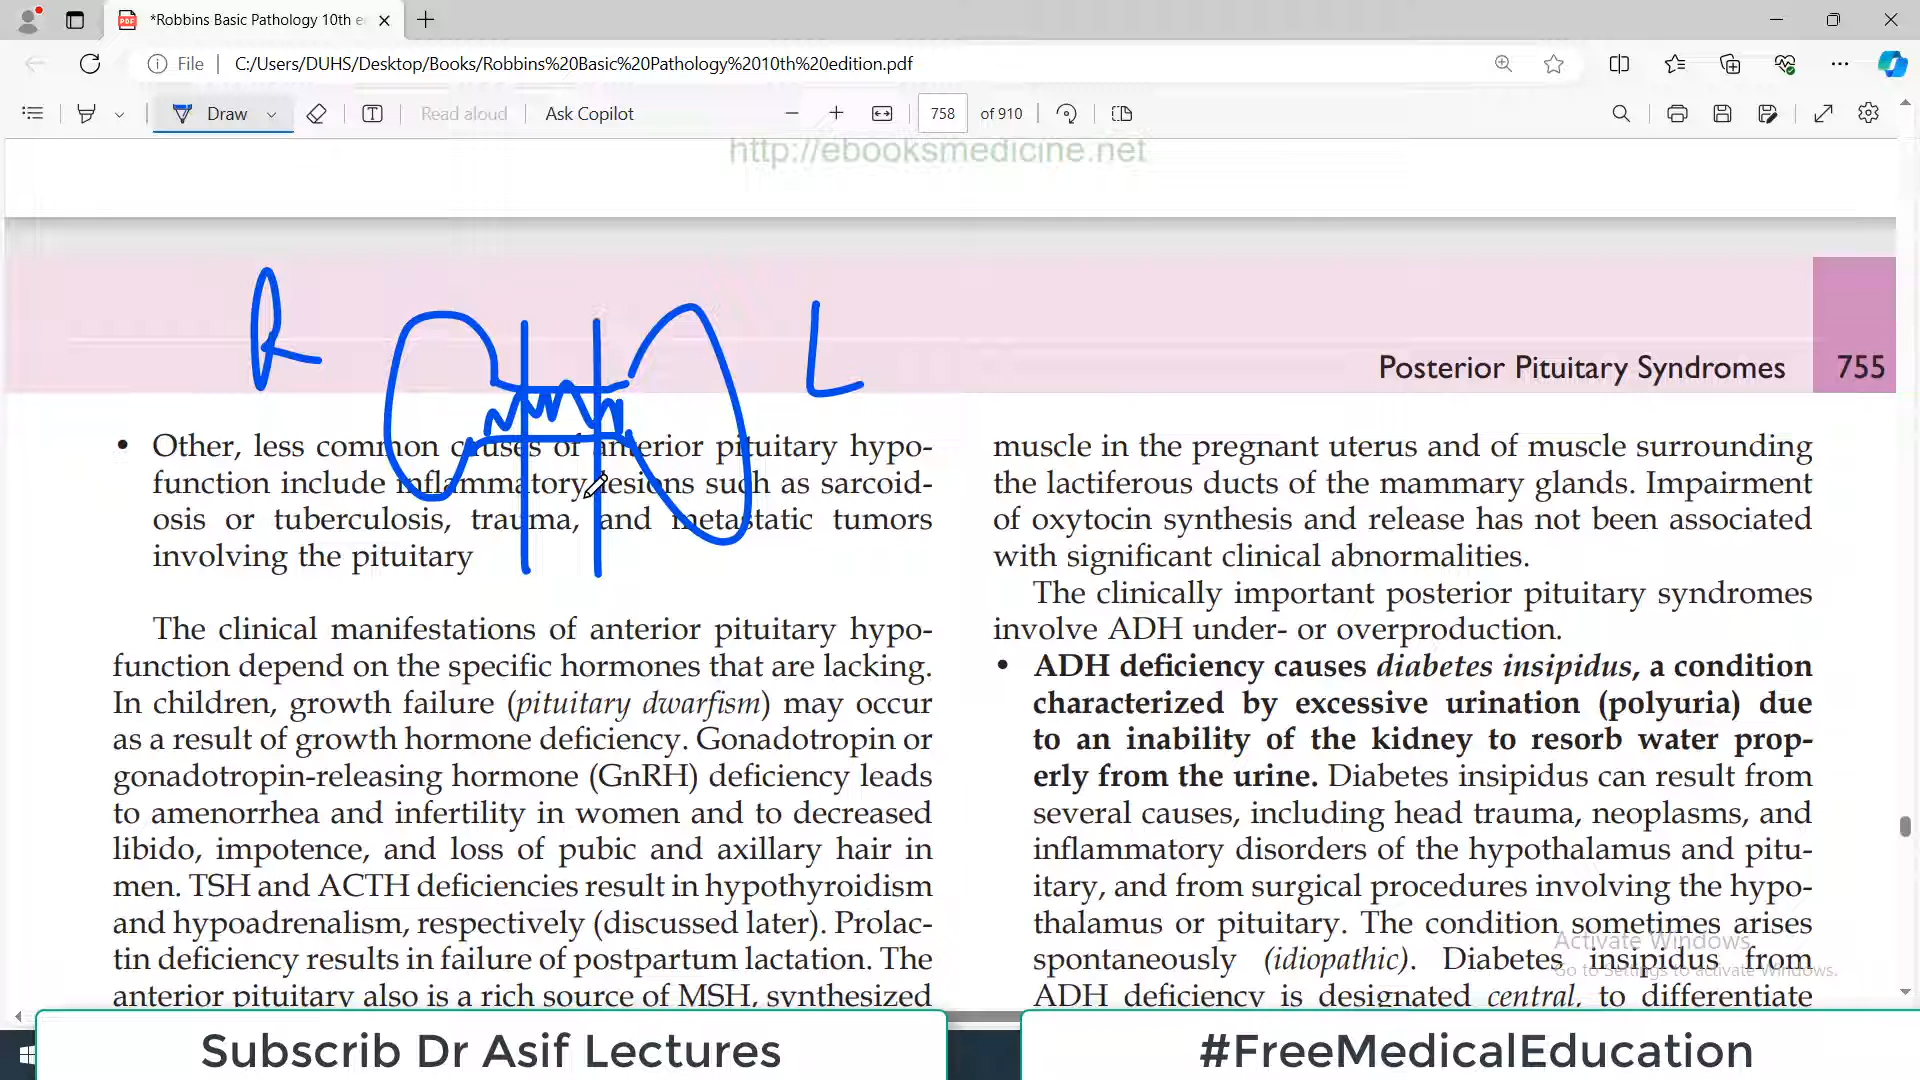 *Robbins Basic Pathology 10th e
File
C:/Users/DUHS/Desktop/Books/Robbins%20Basic%20Pathology%2010th%20edition.pdf
Draw
Read aloud
Ask Copilot
758
of 910
http://ebooksmedicine.net
R
L
Posterior Pituitary Syndromes 755
• Other, less common causes of anterior pituitary hypo-
function include inflammatory lesions such as sarcoid-
osis or tuberculosis, trauma, and metastatic tumors
involving the pituitary
The clinical manifestations of anterior pituitary hypo-
function depend on the specific hormones that are lacking.
In children, growth failure (pituitary dwarfism) may occur
as a result of growth hormone deficiency. Gonadotropin or
gonadotropin-releasing hormone (GnRH) deficiency leads
to amenorrhea and infertility in women and to decreased
libido, impotence, and loss of pubic and axillary hair in
men. TSH and ACTH deficiencies result in hypothyroidism
and hypoadrenalism, respectively (discussed later). Prolac-
tin deficiency results in failure of postpartum lactation. The
anterior pituitary also is a rich source of MSH, synthesized
muscle in the pregnant uterus and of muscle surrounding
the lactiferous ducts of the mammary glands. Impairment
of oxytocin synthesis and release has not been associated
with significant clinical abnormalities.
The clinically important posterior pituitary syndromes
involve ADH under- or overproduction.
• ADH deficiency causes diabetes insipidus, a condition
characterized by excessive urination (polyuria) due
to an inability of the kidney to resorb water prop-
erly from the urine. Diabetes insipidus can result from
several causes, including head trauma, neoplasms, and
inflammatory disorders of the hypothalamus and pitu-
itary, and from surgical procedures involving the hypo-
thalamus or pituitary. The condition sometimes arises
spontaneously (idiopathic). Diabetes insipidus from
ADH deficiency is designated central, to differentiate
Activate Windows
Go to Settings to activate Windows.
Subscrib Dr Asif Lectures
#FreeMedicalEducation